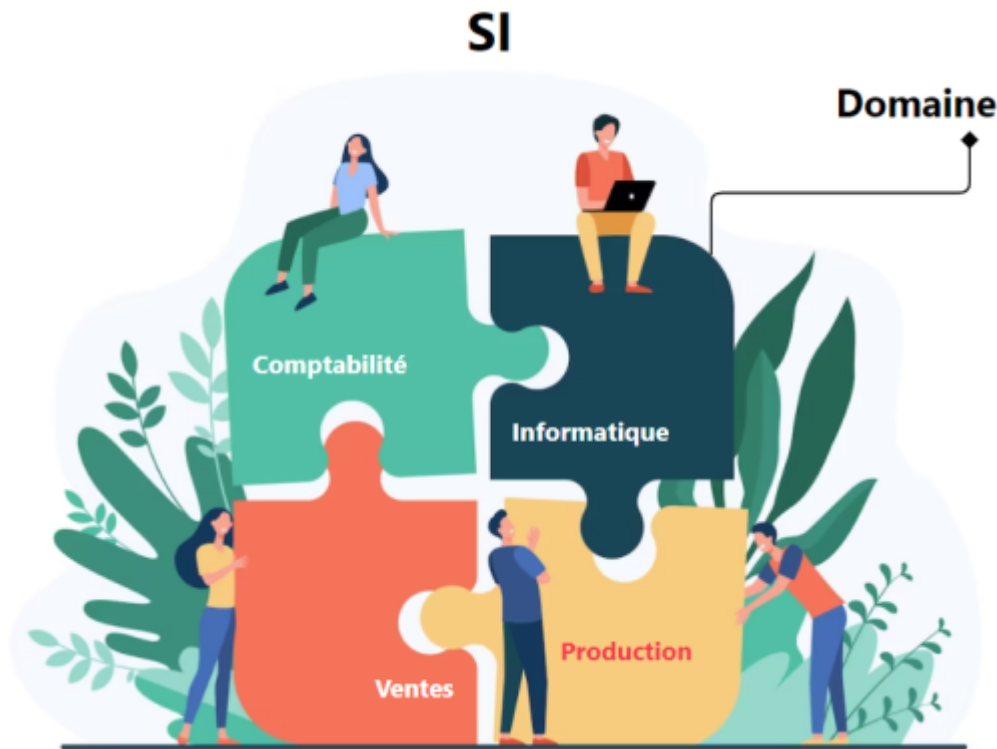 SI
Domaine
Comptabilité
Informatique
Production
Ventes